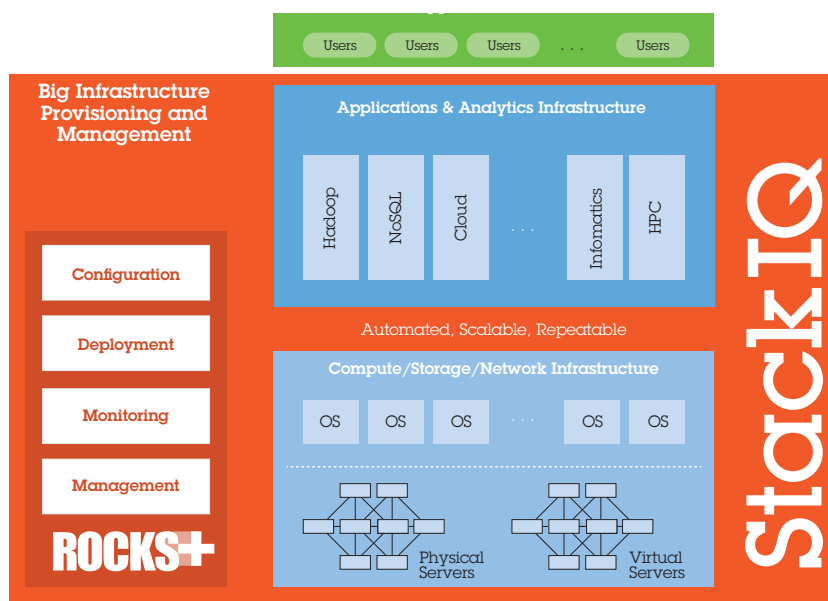 Users Users Users . . . Users
Big Infrastructure
Provisioning and
Management
Applications & Analytics Infrastructure
Hadoop
NoSQL
Cloud
. . .
Infomatics
HPC
Configuration
Deployment
Monitoring
Management
ROCKS+
Automated, Scalable, Repeatable
Compute/Storage/Network Infrastructure
OS OS OS . . . OS OS
Physical
Servers
Virtual
Servers
StackIQ